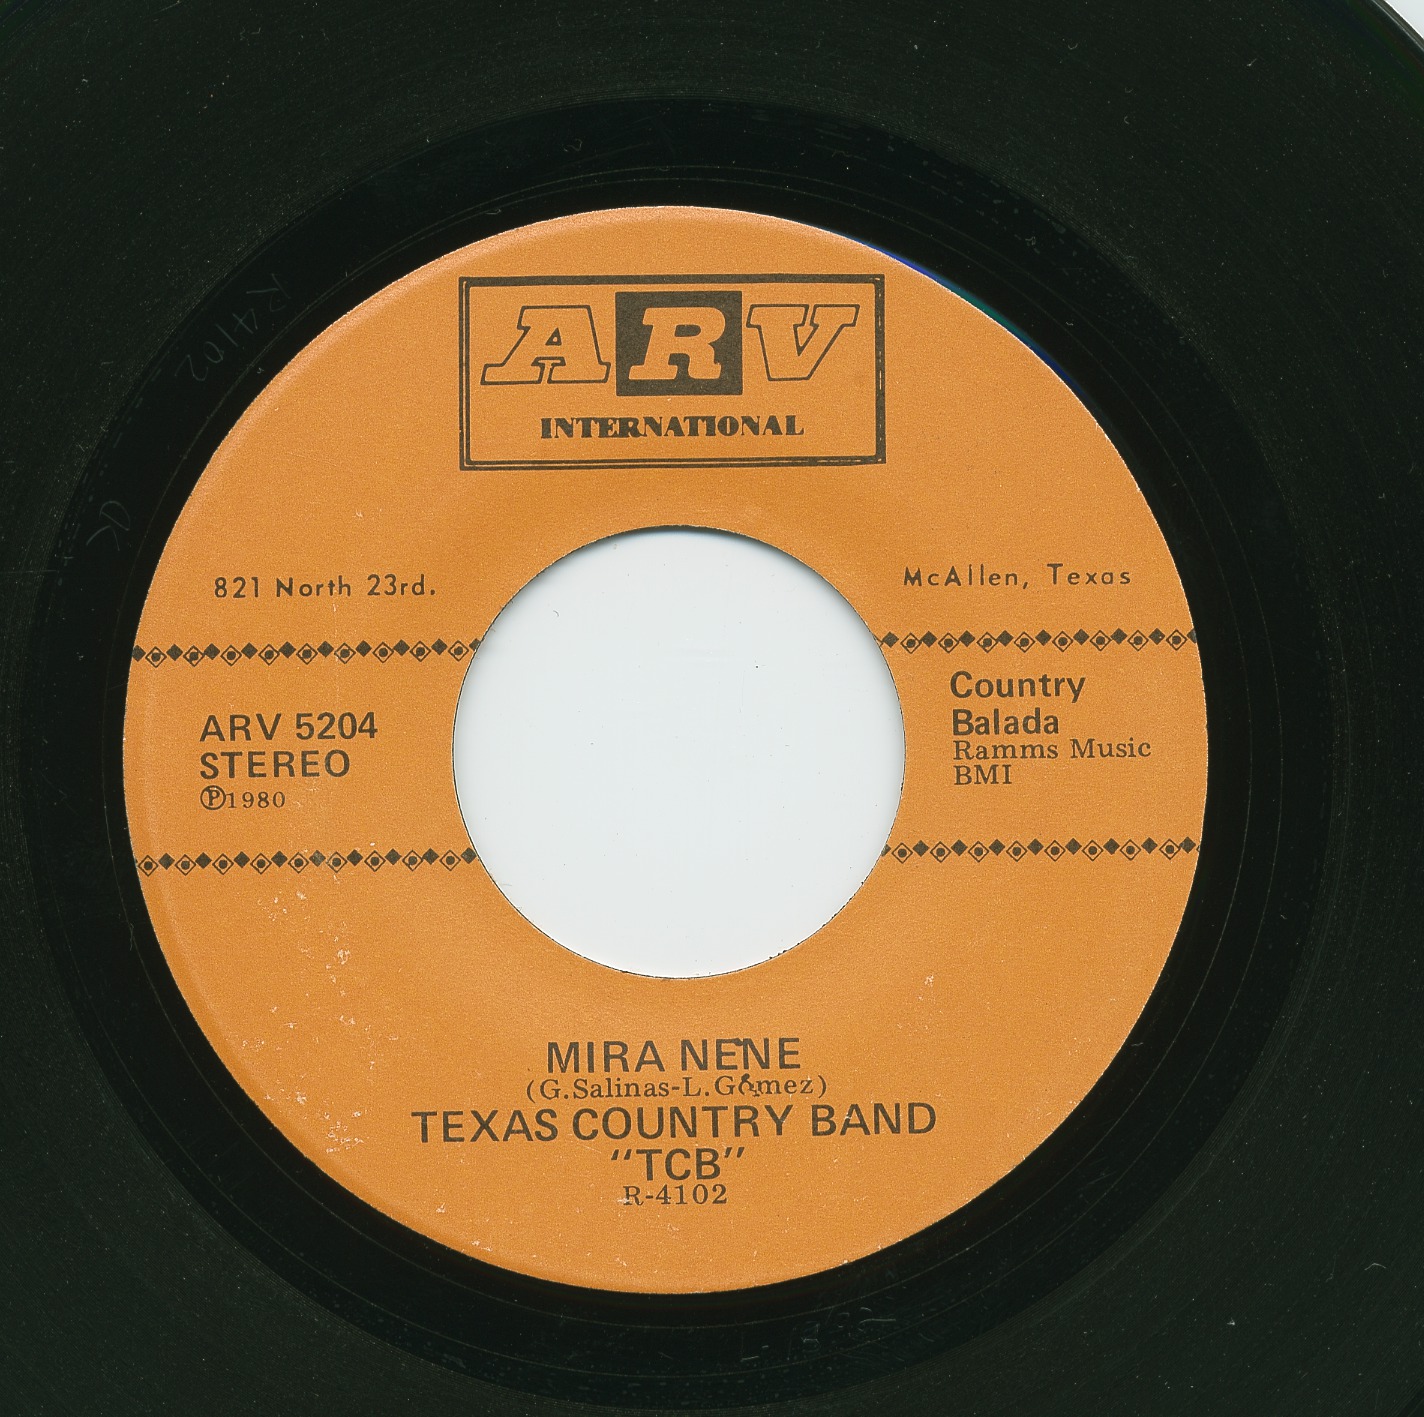 ARV
INTERNATIONAL
821 North 23rd.
McAllen, Texas
ARV 5204
STEREO
Ⓟ1980
Country
Balada
Ramms Music
BMI
MIRA NENE
(G.Salinas-L.Gómez)
TEXAS COUNTRY BAND
"TCB"
R-4102
R4102